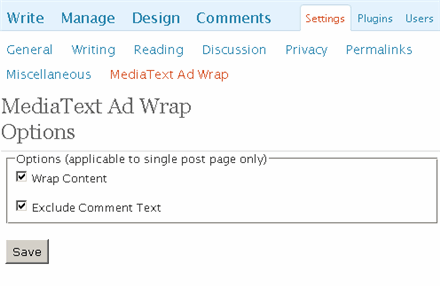 Write Manage Design Comments Settings Plugins Users
General Writing Reading Discussion Privacy Permalinks
Miscellaneous MediaText Ad Wrap
MediaText Ad Wrap
Options
Options (applicable to single post page only)
Wrap Content
Exclude Comment Text
Save